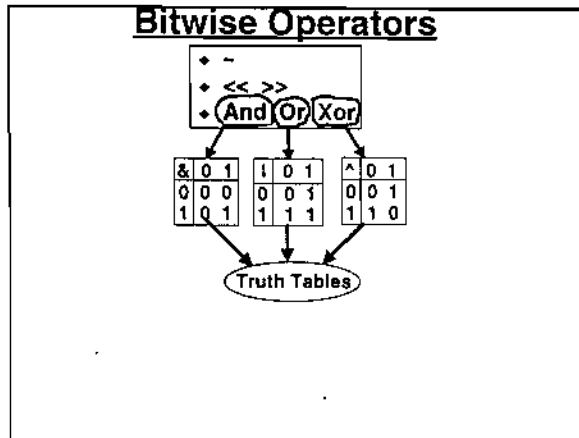 Bitwise Operators
♦ ~
♦ << >>
♦ And Or Xor
& 0 1
0 0 0
1 0 1
| 0 1
0 0 1
1 1 1
^ 0 1
0 0 1
1 1 0
Truth Tables